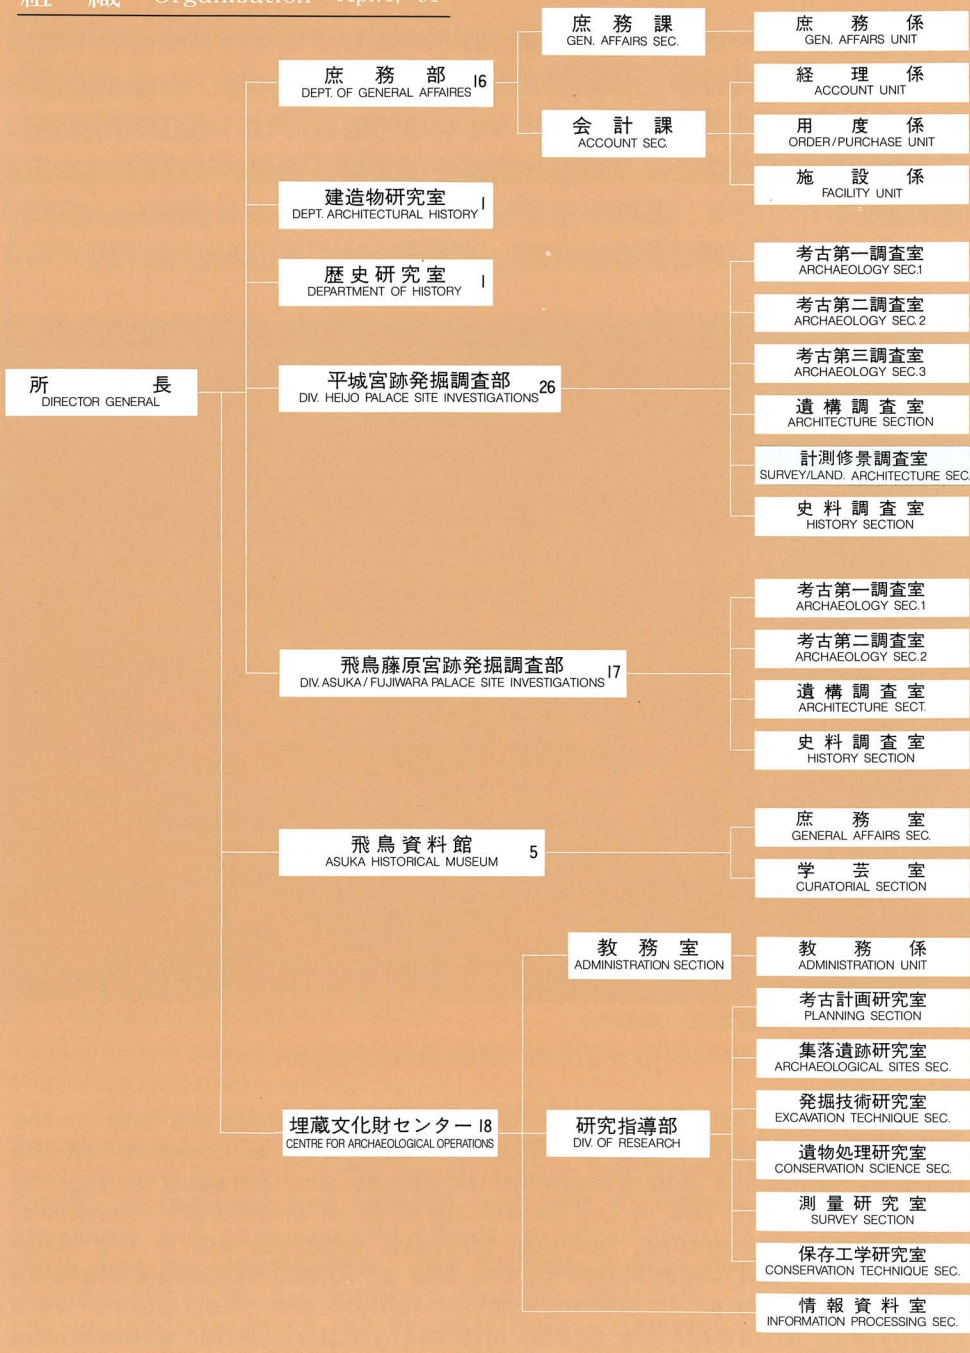 組 織 Organization Apr.1,
庶務課
GEN. AFFAIRS SEC.
庶務係
GEN. AFFAIRS UNIT
庶務部 16
DEPT. OF GENERAL AFFAIRES
経理係
ACCOUNT UNIT
会計課
ACCOUNT SEC.
用度係
ORDER/PURCHASE UNIT
施設係
FACILITY UNIT
建造物研究室 1
DEPT. ARCHITECTURAL HISTORY
歴史研究室 1
DEPARTMENT OF HISTORY
所長
DIRECTOR GENERAL
平城宮跡発掘調査部 26
DIV. HEIJO PALACE SITE INVESTIGATIONS
考古第一調査室
ARCHAEOLOGY SEC.1
考古第二調査室
ARCHAEOLOGY SEC.2
考古第三調査室
ARCHAEOLOGY SEC.3
遺構調査室
ARCHITECTURE SECTION
計測修景調査室
SURVEY/LAND. ARCHITECTURE SEC.
史料調査室
HISTORY SECTION
飛鳥藤原宮跡発掘調査部 17
DIV. ASUKA/FUJIWARA PALACE SITE INVESTIGATIONS
考古第一調査室
ARCHAEOLOGY SEC.1
考古第二調査室
ARCHAEOLOGY SEC.2
遺構調査室
ARCHITECTURE SECT.
史料調査室
HISTORY SECTION
飛鳥資料館 5
ASUKA HISTORICAL MUSEUM
庶務室
GENERAL AFFAIRS SEC.
学芸室
CURATORIAL SECTION
埋蔵文化財センター 18
CENTRE FOR ARCHAEOLOGICAL OPERATIONS
教務室
ADMINISTRATION SECTION
教務係
ADMINISTRATION UNIT
研究指導部
DIV. OF RESEARCH
考古計画研究室
PLANNING SECTION
集落遺跡研究室
ARCHAEOLOGICAL SITES SEC.
発掘技術研究室
EXCAVATION TECHNIQUE SEC.
遺物処理研究室
CONSERVATION SCIENCE SEC.
測量研究室
SURVEY SECTION
保存工学研究室
CONSERVATION TECHNIQUE SEC.
情報資料室
INFORMATION PROCESSING SEC.